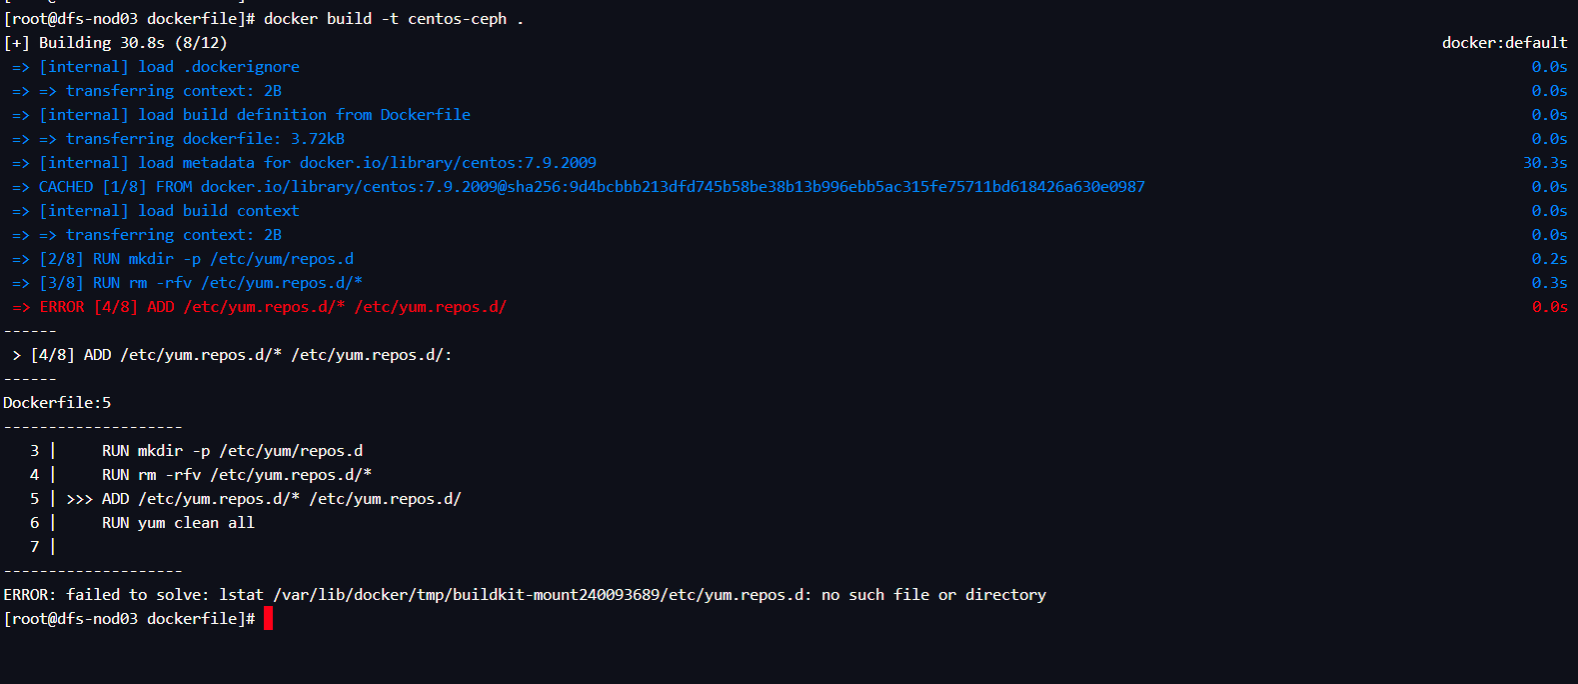 [root@dfs-nod03 dockerfile]# docker build -t centos-ceph .
[+] Building 30.8s (8/12) docker:default
=> [internal] load .dockerignore 0.0s
=> => transferring context: 2B 0.0s
=> [internal] load build definition from Dockerfile 0.0s
=> => transferring dockerfile: 3.72kB 0.0s
=> [internal] load metadata for docker.io/library/centos:7.9.2009 30.3s
=> CACHED [1/8] FROM docker.io/library/centos:7.9.2009@sha256:9d4bcbbb213dfd745b58be38b13b996ebb5ac315fe75711bd618426a630e0987 0.0s
=> [internal] load build context 0.0s
=> => transferring context: 2B 0.0s
=> [2/8] RUN mkdir -p /etc/yum/repos.d 0.2s
=> [3/8] RUN rm -rfv /etc/yum.repos.d/* 0.3s
=> ERROR [4/8] ADD /etc/yum.repos.d/* /etc/yum.repos.d/ 0.0s
------
> [4/8] ADD /etc/yum.repos.d/* /etc/yum.repos.d/:
------
Dockerfile:5
--------------------
3 | RUN mkdir -p /etc/yum/repos.d
4 | RUN rm -rfv /etc/yum.repos.d/*
5 | >>> ADD /etc/yum.repos.d/* /etc/yum.repos.d/
6 | RUN yum clean all
7 |
--------------------
ERROR: failed to solve: lstat /var/lib/docker/tmp/buildkit-mount240093689/etc/yum.repos.d: no such file or directory
[root@dfs-nod03 dockerfile]#